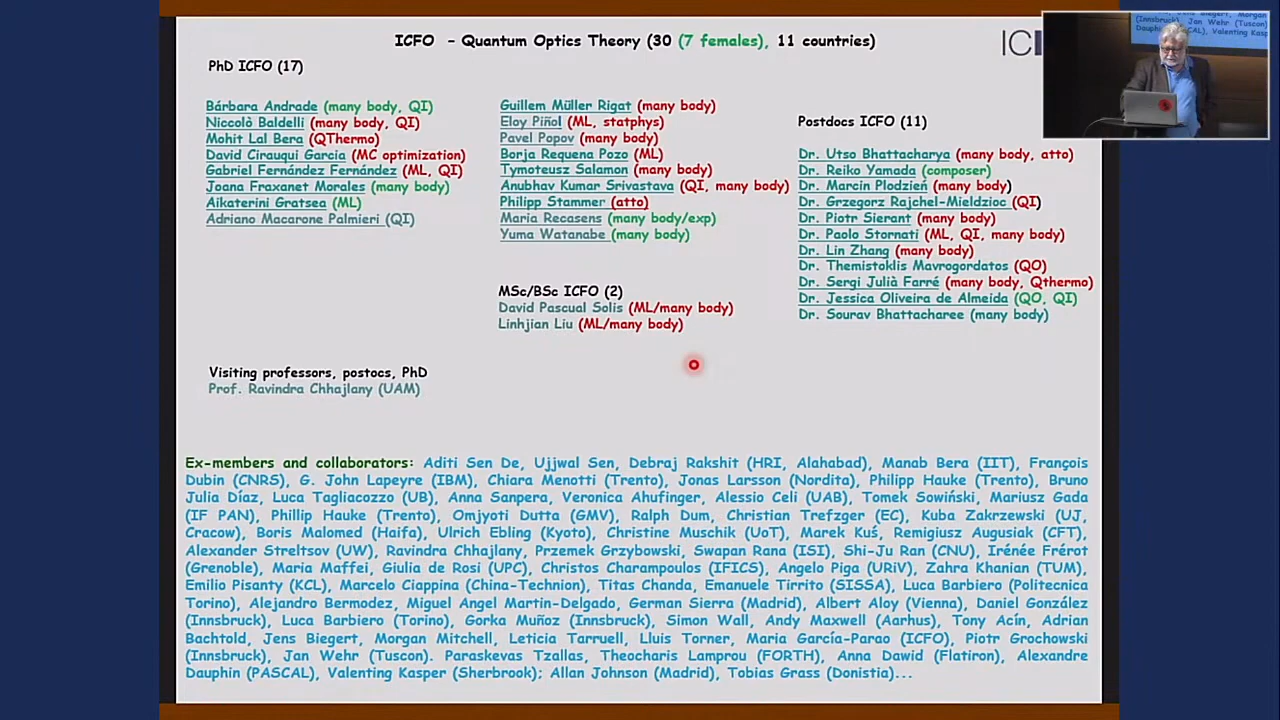 ICFO - Quantum Optics Theory (30 (7 females), 11 countries)
PhD ICFO (17)
Bárbara Andrade (many body, QI)
Niccolò Baldelli (many body, QI)
Mohit Lal Bera (QThermo)
David Cirauqui Garcia (MC optimization)
Gabriel Fernández Fernández (ML, QI)
Joana Fraxanet Morales (many body)
Aikaterini Gratsea (ML)
Adriano Macarone Palmieri (QI)
Guillem Müller Rigat (many body)
Eloy Piñol (ML, statphys)
Pavel Popov (many body)
Borja Requena Pozo (ML)
Tymoteusz Salamon (many body)
Anubhav Kumar Srivastava (QI, many body)
Philipp Stammer (atto)
Maria Recasens (many body/exp)
Yuma Watanabe (many body)
MSc/BSc ICFO (2)
David Pascual Solis (ML/many body)
Linhjian Liu (ML/many body)
Postdocs ICFO (11)
Dr. Utso Bhattacharya (many body, atto)
Dr. Reiko Yamada (composer)
Dr. Marcin Płodzień (many body)
Dr. Grzegorz Rajchel-Mieldzioc (QI)
Dr. Piotr Sierant (many body)
Dr. Paolo Stornati (ML, QI, many body)
Dr. Lin Zhang (many body)
Dr. Themistoklis Mavrogordatos (QO)
Dr. Sergi Julià Farré (many body, Qthermo)
Dr. Jessica Oliveira de Almeida (QO, QI)
Dr. Sourav Bhattacharee (many body)
Visiting professors, postocs, PhD
Prof. Ravindra Chhajlany (UAM)
Ex-members and collaborators: Aditi Sen De, Ujjwal Sen, Debraj Rakshit (HRI, Alahabad), Manab Bera (IIT), François
Dubin (CNRS), G. John Lapeyre (IBM), Chiara Menotti (Trento), Jonas Larsson (Nordita), Philipp Hauke (Trento), Bruno
Julia Díaz, Luca Tagliacozzo (UB), Anna Sanpera, Veronica Ahufinger, Alessio Celi (UAB), Tomek Sowiński, Mariusz Gada
(IF PAN), Phillip Hauke (Trento), Omjyoti Dutta (GMV), Ralph Dum, Christian Trefzger (EC), Kuba Zakrzewski (UJ,
Cracow), Boris Malomed (Haifa), Ulrich Ebling (Kyoto), Christine Muschik (UoT), Marek Kuś, Remigiusz Augusiak (CFT),
Alexander Streltsov (UW), Ravindra Chhajlany, Przemek Grzybowski, Swapan Rana (ISI), Shi-Ju Ran (CNU), Irénée Frérot
(Grenoble), Maria Maffei, Giulia de Rosi (UPC), Christos Charampoulos (IFICS), Angelo Piga (URiV), Zahra Khanian (TUM),
Emilio Pisanty (KCL), Marcelo Ciappina (China-Technion), Titas Chanda, Emanuele Tirrito (SISSA), Luca Barbiero (Politecnica
Torino), Alejandro Bermodez, Miguel Angel Martin-Delgado, German Sierra (Madrid), Albert Aloy (Vienna), Daniel González
(Innsbruck), Luca Barbiero (Torino), Gorka Muñoz (Innsbruck), Simon Wall, Andy Maxwell (Aarhus), Tony Acín, Adrian
Bachtold, Jens Biegert, Morgan Mitchell, Leticia Tarruell, Lluis Torner, Maria García-Parao (ICFO), Piotr Grochowski
(Innsbruck), Jan Wehr (Tuscon). Paraskevas Tzallas, Theocharis Lamprou (FORTH), Anna Dawid (Flatiron), Alexandre
Dauphin (PASCAL), Valenting Kasper (Sherbrook); Allan Johnson (Madrid), Tobias Grass (Donistia)...